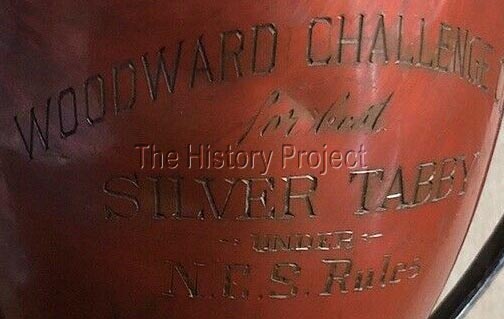 WOODWARD CHALLENGE
for best
The History Project
SILVER TABBY
UNDER
N.C.S. Rules